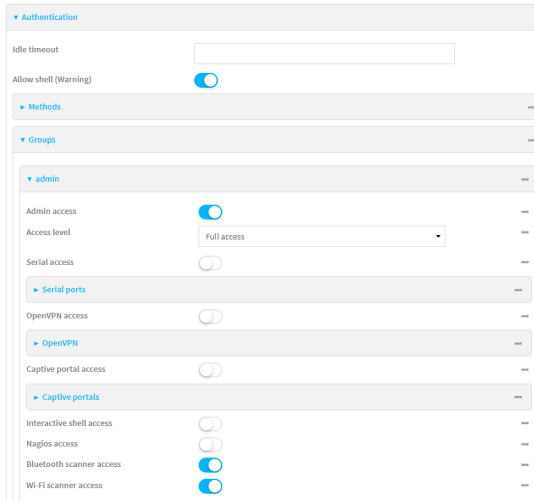 Authentication
Idle timeout
Allow shell (Warning)
Methods
Groups
admin
Admin access
Access level
Full access
Serial access
Serial ports
OpenVPN access
OpenVPN
Captive portal access
Captive portals
Interactive shell access
Nagios access
Bluetooth scanner access
Wi-Fi scanner access